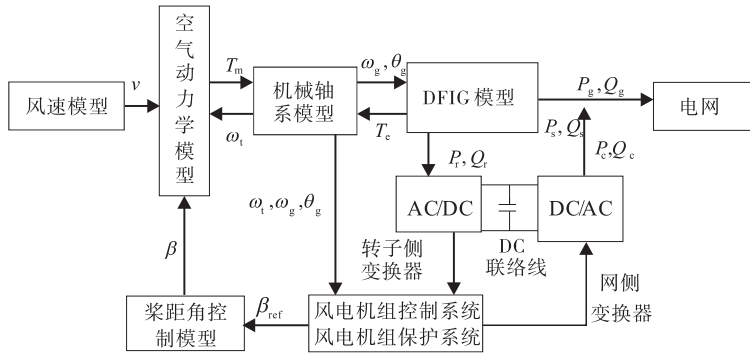 风速模型
v
空气动力学模型
T_m
ω_t
机械轴
系模型
ω_g,θ_g
T_e
DFIG 模型
P_g,Q_g
电网
P_s,Q_s
P_c,Q_c
P_r,Q_r
ω_t,ω_g,θ_g
AC/DC
DC/AC
转子侧
变换器
DC
联络线
网侧
变换器
β
桨距角控
制模型
β_ref
风电机组控制系统
风电机组保护系统